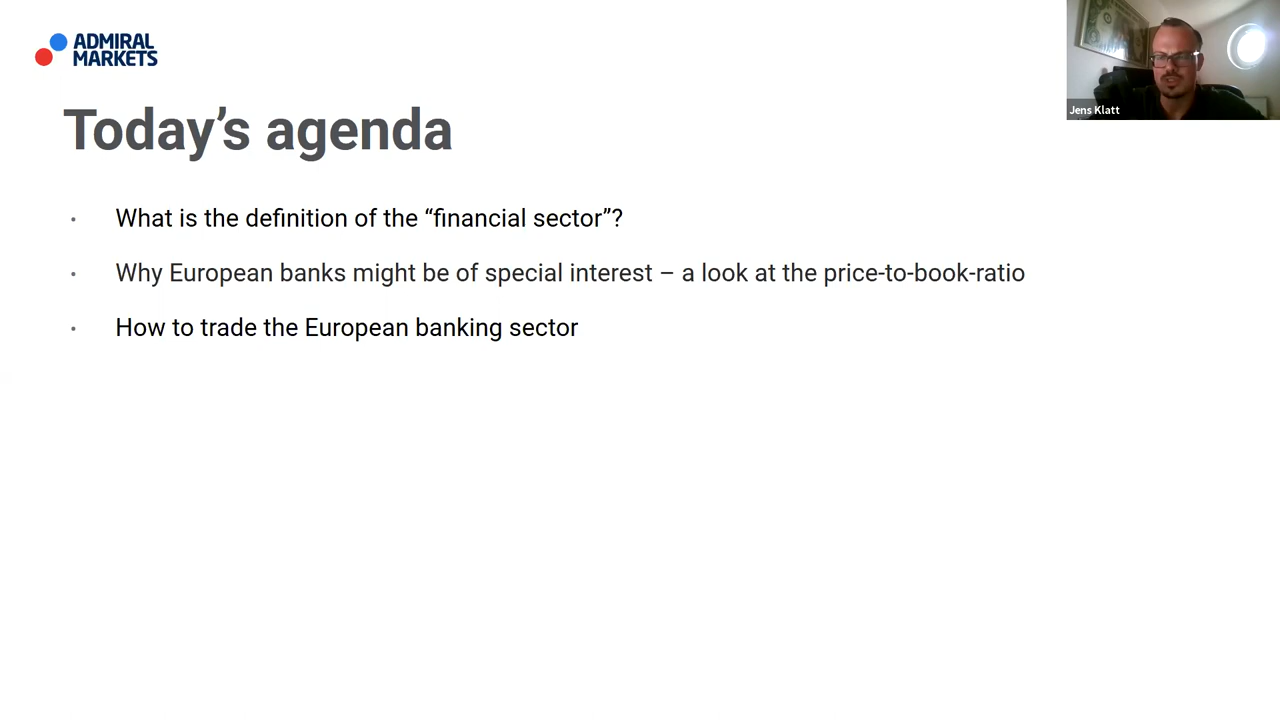 ADMIRAL
MARKETS
Jens Klatt
Today’s agenda
· What is the definition of the “financial sector”?
· Why European banks might be of special interest – a look at the price-to-book-ratio
· How to trade the European banking sector